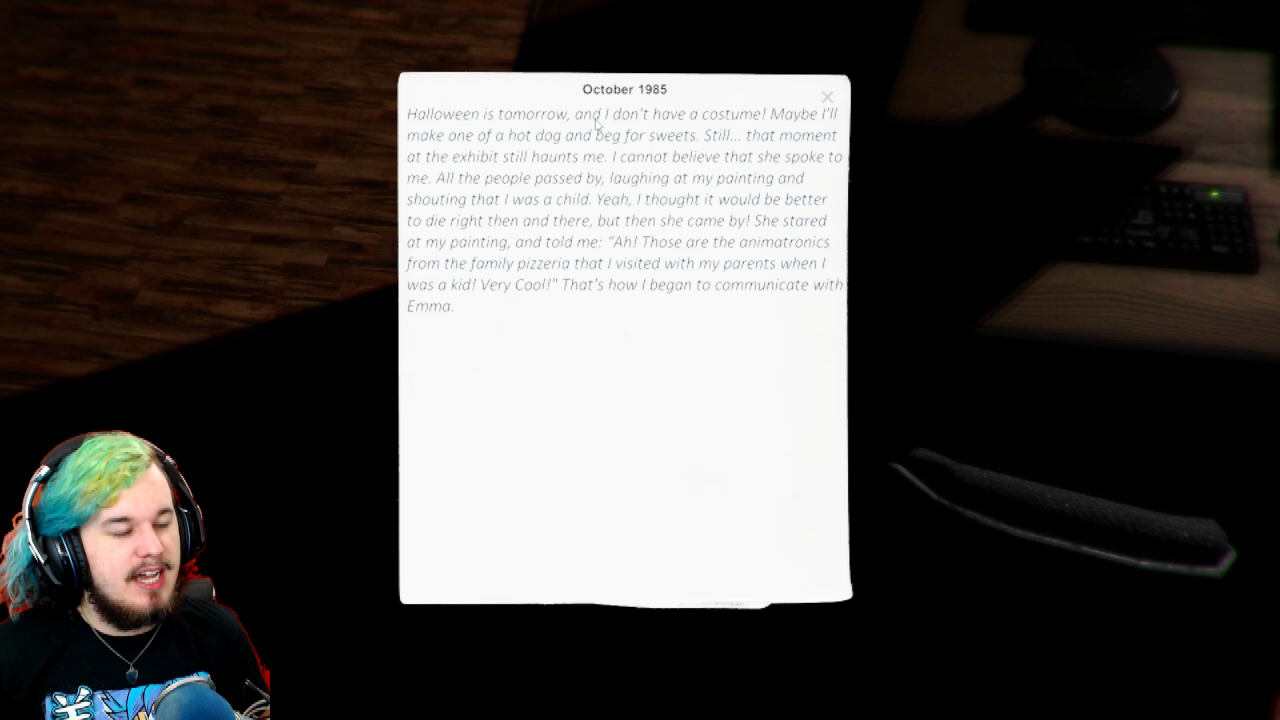 October 1985
Halloween is tomorrow, and I don't have a costume! Maybe I'll
make one of a hot dog and beg for sweets. Still... that moment
at the exhibit still haunts me. I cannot believe that she spoke to
me. All the people passed by, laughing at my painting and
shouting that I was a child. Yeah, I thought it would be better
to die right then and there, but then she came by! She stared
at my painting, and told me: "Ah! Those are the animatronics
from the family pizzeria that I visited with my parents when I
was a kid! Very Cool!" That's how I began to communicate with
Emma.